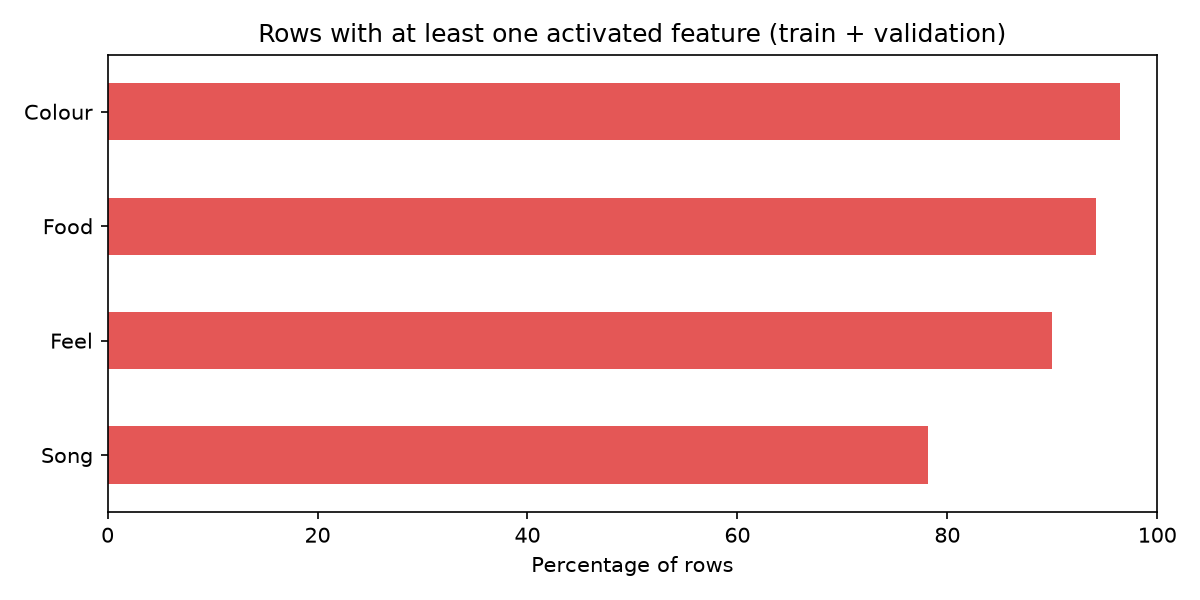 Rows with at least one activated feature (train + validation)
Colour
Food
Feel
Song
0 20 40 60 80 100
Percentage of rows